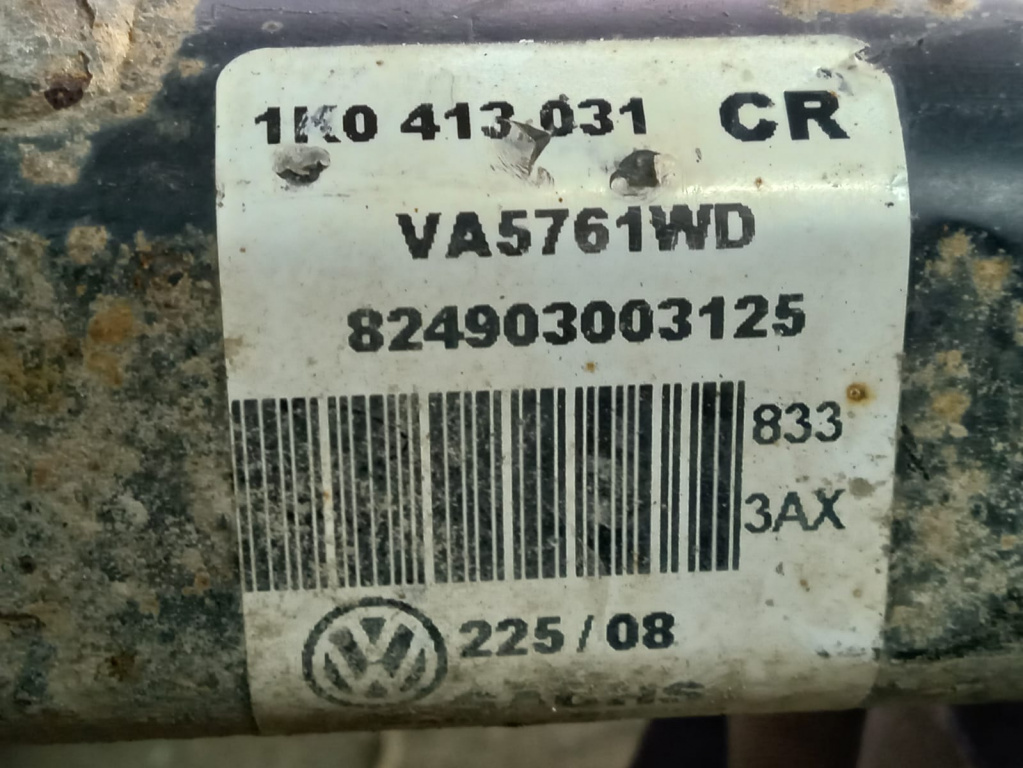 1K0 413 031 CR
VA5761WD
824903003125
833
3AX
225/08